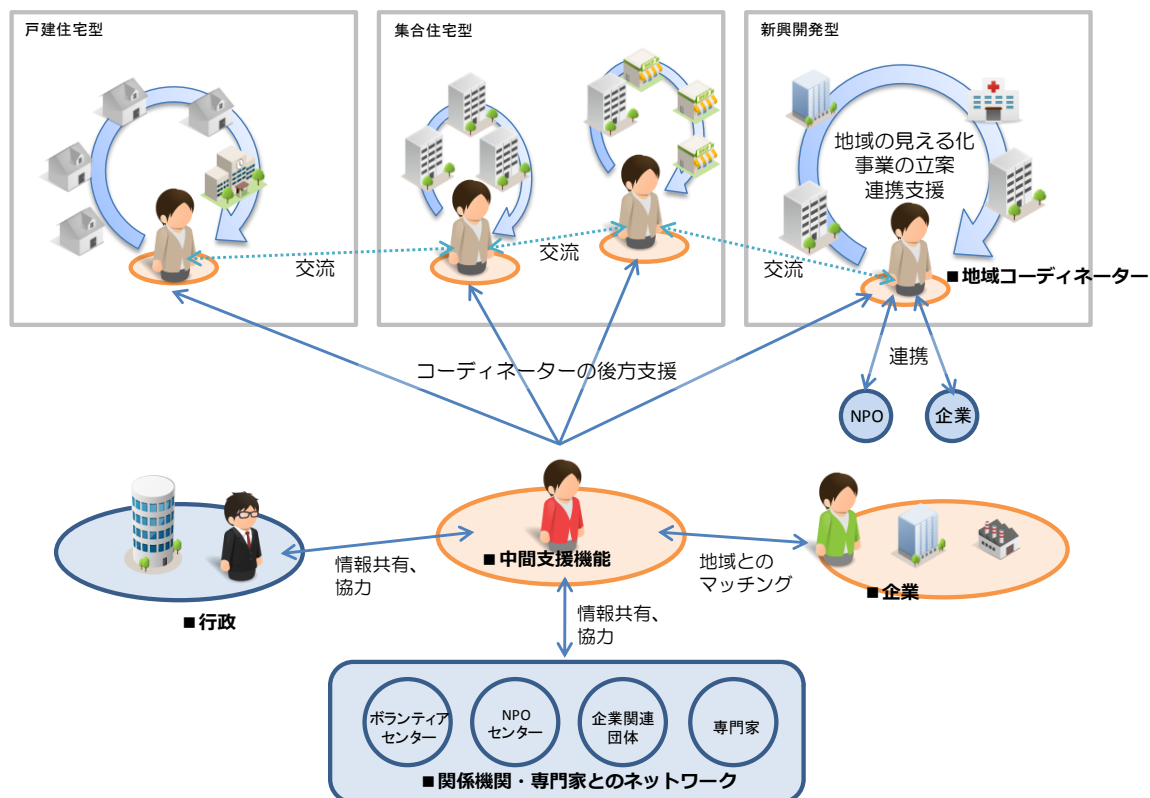 戸建住宅型
集合住宅型
新興開発型
地域の見える化
事業の立案
連携支援
交流
交流
交流
■地域コーディネーター
コーディネーターの後方支援
連携
NPO
企業
情報共有、
協力
■中間支援機能
地域との
マッチング
■企業
■行政
情報共有、
協力
ボランティア
センター
NPO
センター
企業関連
団体
専門家
■関係機関・専門家とのネットワーク